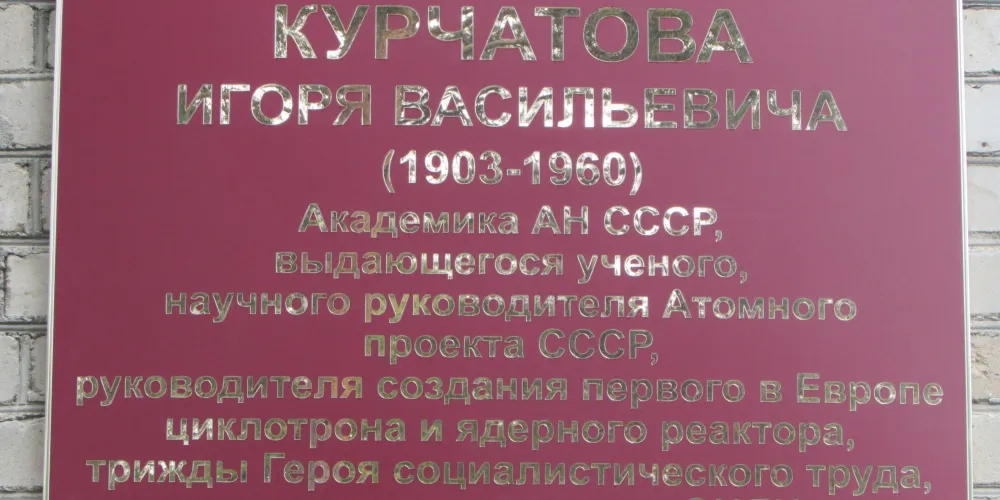 КУРЧАТОВА
ИГОРЯ ВАСИЛЬЕВИЧА
(1903-1960)
Академика АН СССР,
выдающегося ученого,
научного руководителя Атомного
проекта СССР,
руководителя создания первого в Европе
циклотрона и ядерного реактора,
трижды Героя социалистического труда,